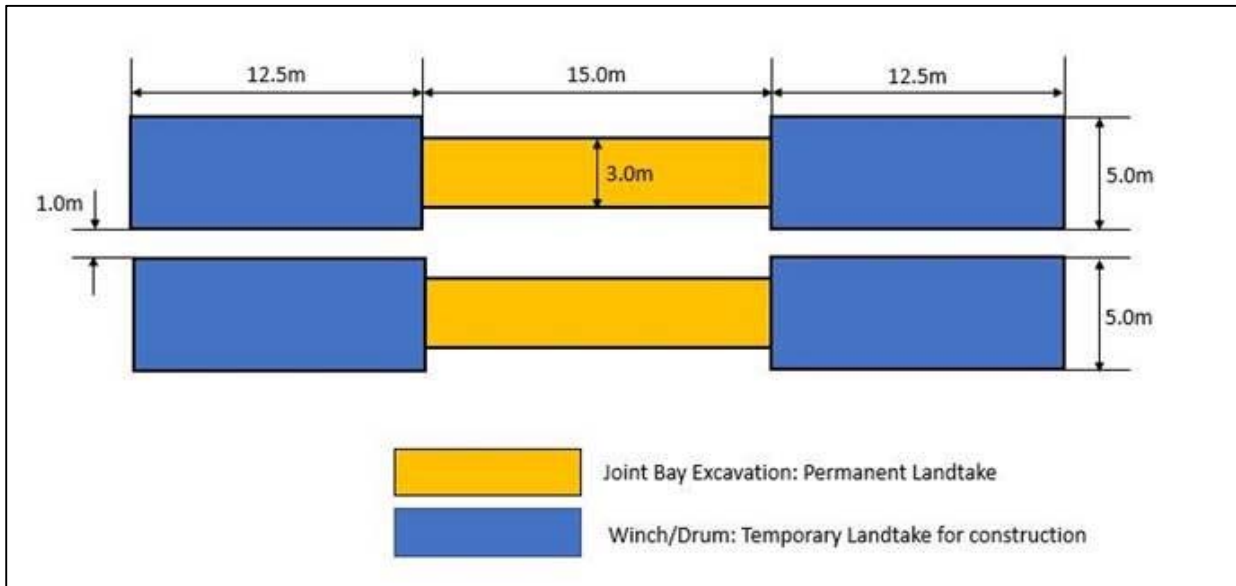 12.5m
15.0m
12.5m
3.0m
5.0m
1.0m
5.0m
Joint Bay Excavation: Permanent Landtake
Winch/Drum: Temporary Landtake for construction